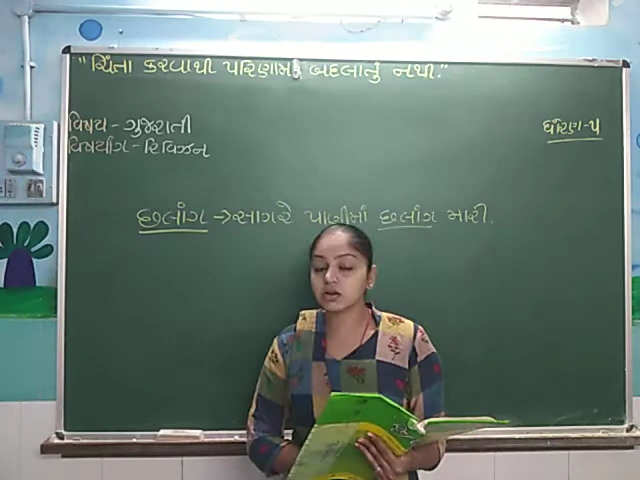 "ચિંતા કરવાથી પરિણામ બદલાતું નથી."
વિષય - ગુજરાતી
વિષયાંગ - રિવિઝન
ધોરણ - ૫
છલાંગ → સાગરે પાણીમાં છલાંગ મારી.